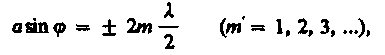 a sin φ = ± 2m λ/2 (m' = 1, 2, 3, ...),